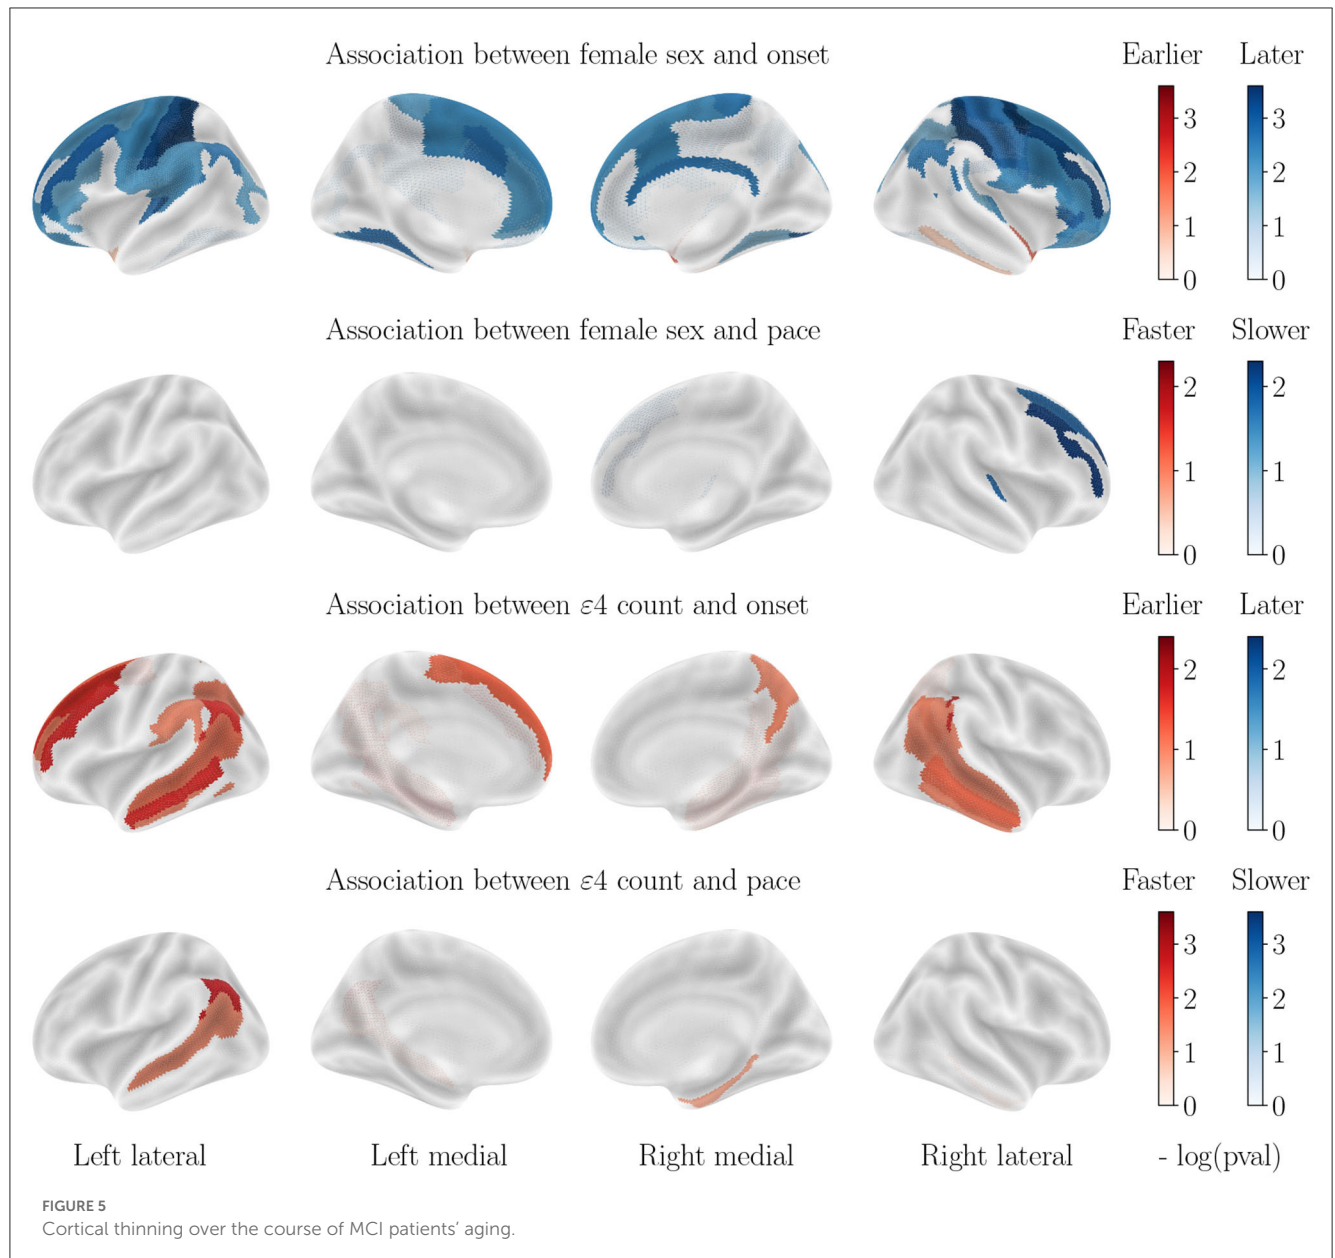 Association between female sex and onset
Earlier Later
3 3
2 2
1 1
0 0
Association between female sex and pace
Faster Slower
2 2
1 1
0 0
Association between ε4 count and onset
Earlier Later
2 2
1 1
0 0
Association between ε4 count and pace
Faster Slower
3 3
2 2
1 1
0 0
Left lateral Left medial Right medial Right lateral - log(pval)
FIGURE 5
Cortical thinning over the course of MCI patients’ aging.